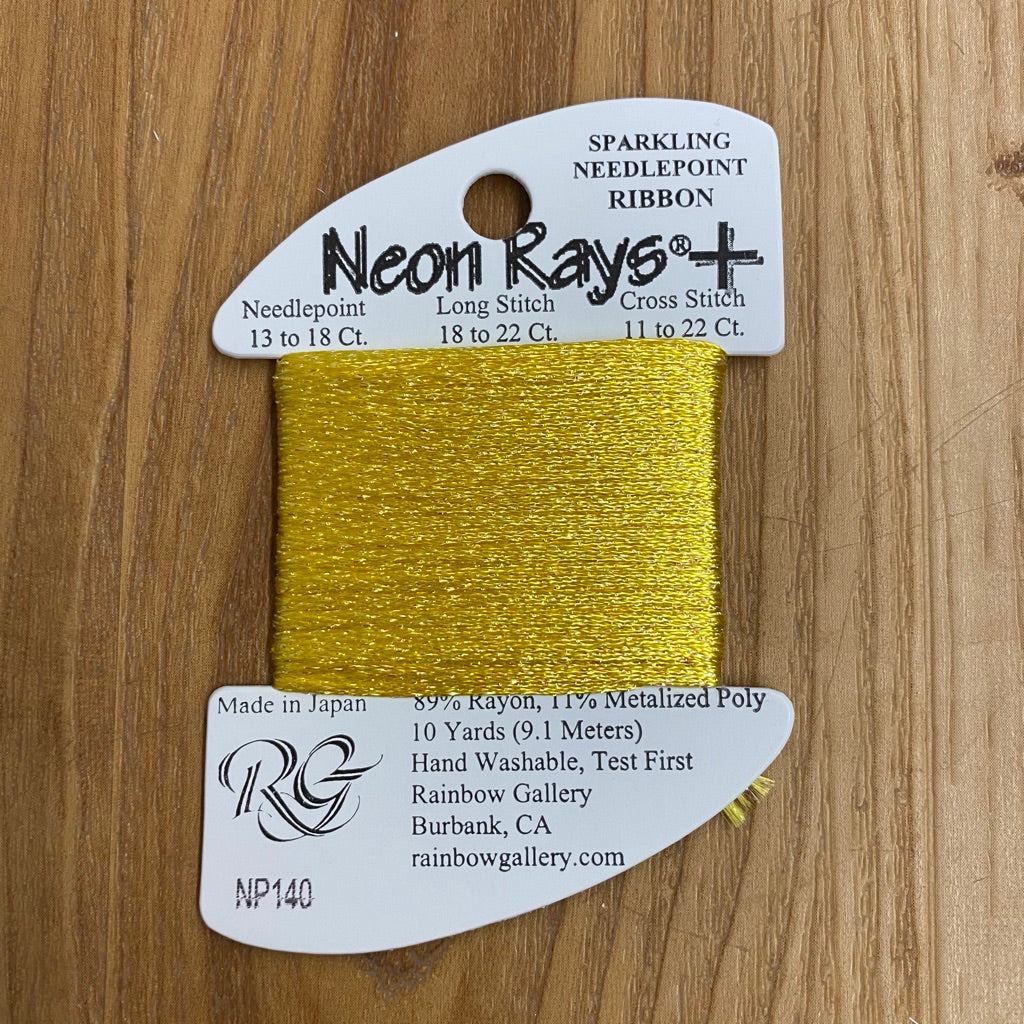 SPARKLING
NEEDLEPOINT
RIBBON
Neon Rays®+
Needlepoint Long Stitch Cross Stitch
13 to 18 Ct. 18 to 22 Ct. 11 to 22 Ct.
Made in Japan 89% Rayon, 11% Metalized Poly
10 Yards (9.1 Meters)
Hand Washable, Test First
Rainbow Gallery
Burbank, CA
rainbowgallery.com
RG
NP140